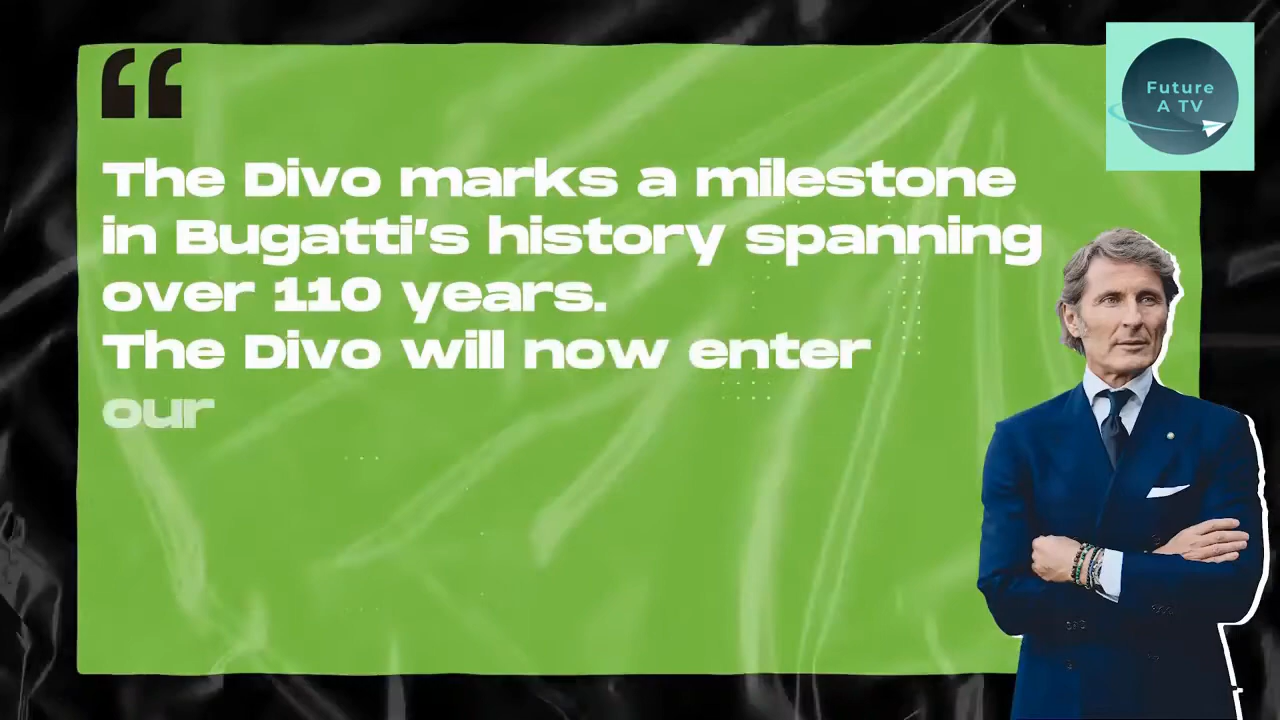 “
The Divo marks a milestone
in Bugatti's history spanning
over 110 years.
The Divo will now enter
our
Future
A TV